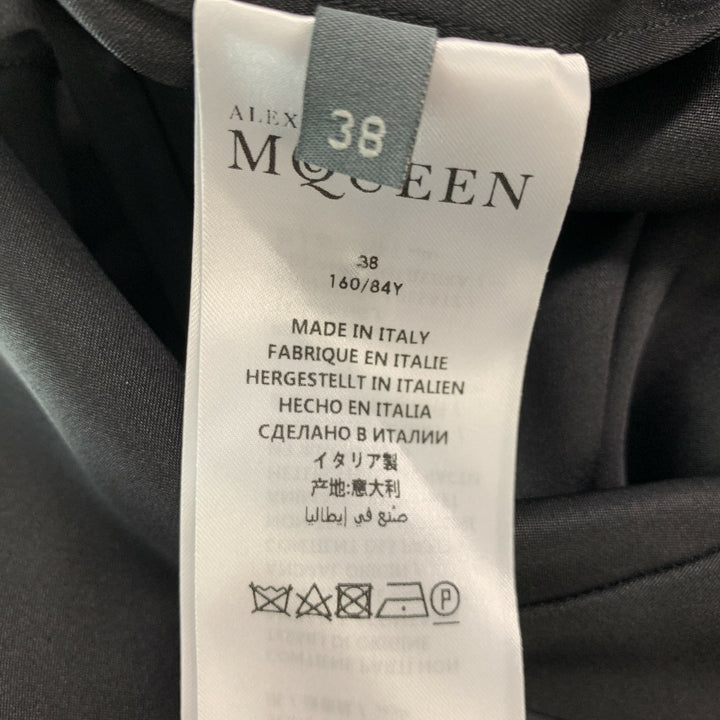 ALEX
38
McQUEEN
38
160/84Y
MADE IN ITALY
FABRIQUE EN ITALIE
HERGESTELLT IN ITALIEN
HECHO EN ITALIA
СДЕЛАНО В ИТАЛИИ
イタリア製
产地:意大利
صنع في إيطاليا
P